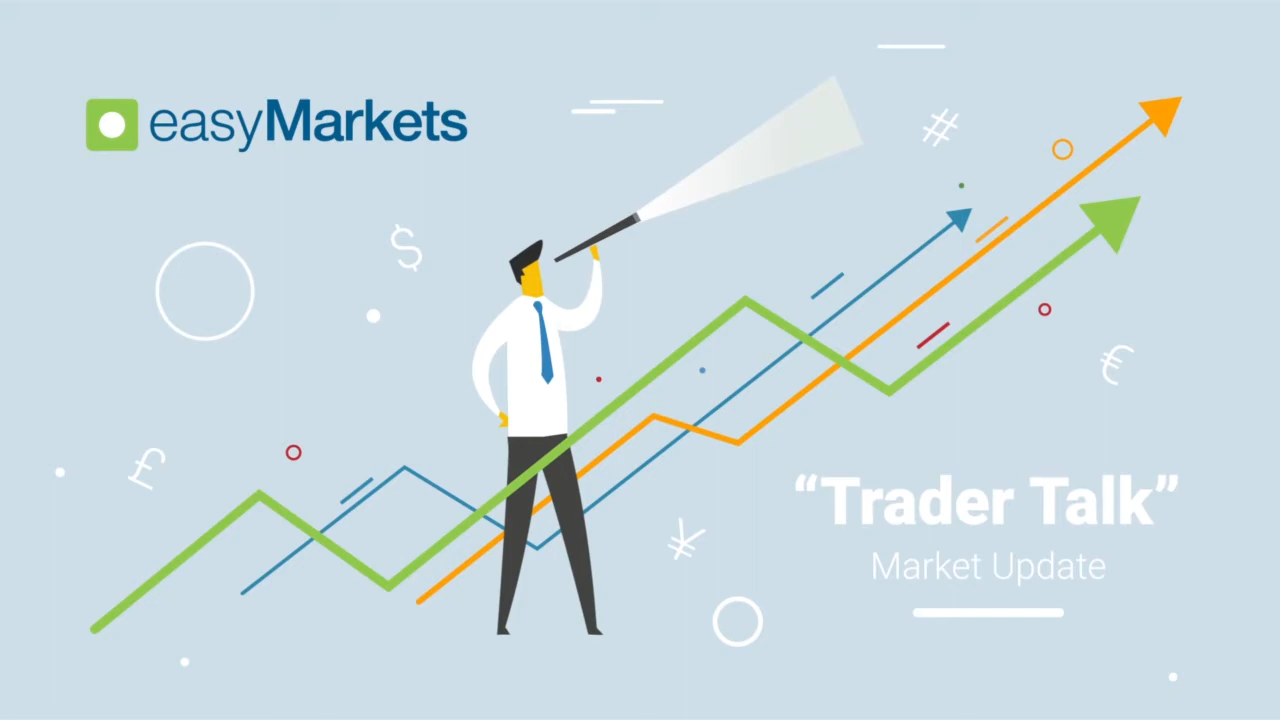 easyMarkets
#
$
€
£
¥
“Trader Talk”
Market Update